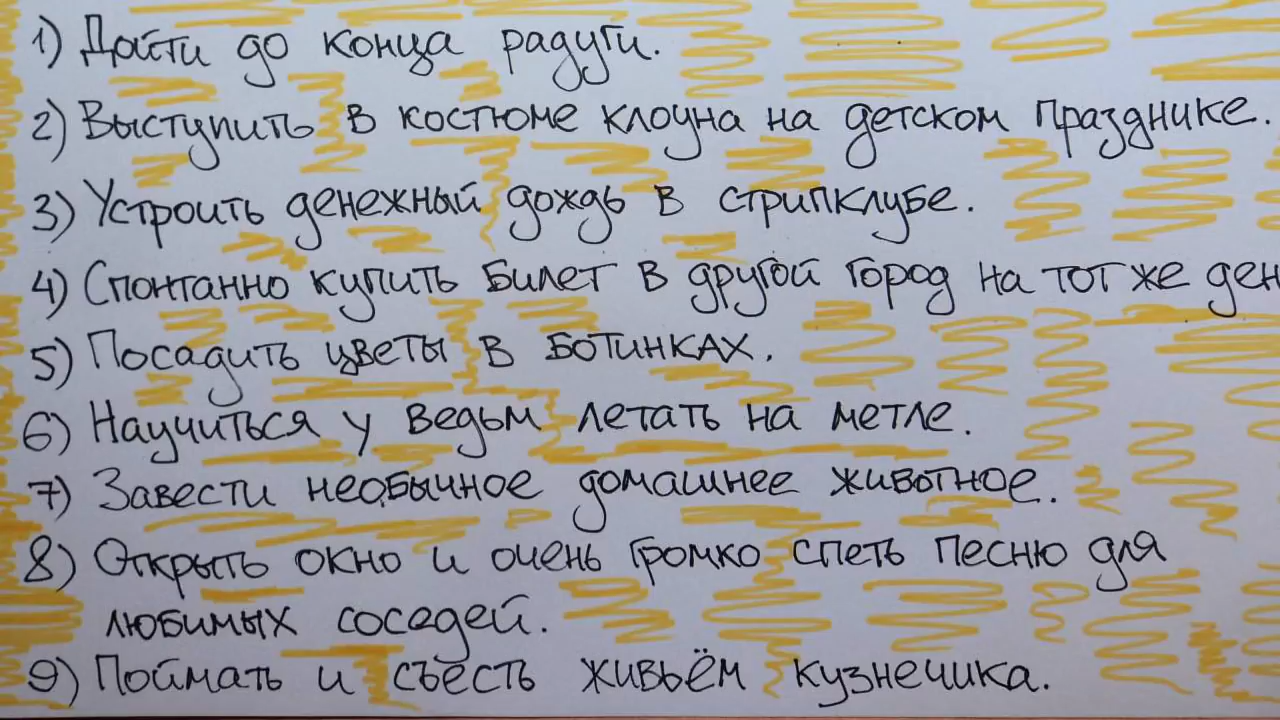 1) Дойти до конца радуги.
2) Выступить в костюме клоуна на детском празднике.
3) Устроить денежный дождь в стрипклубе.
4) Спонтанно купить билет в другой город на тот же ден
5) Посадить цветы в ботинках.
6) Научиться у ведьм летать на метле.
7) Завести необычное домашнее животное.
8) Открыть окно и очень громко спеть песню для
любимых соседей.
9) Поймать и съесть живьём кузнечика.